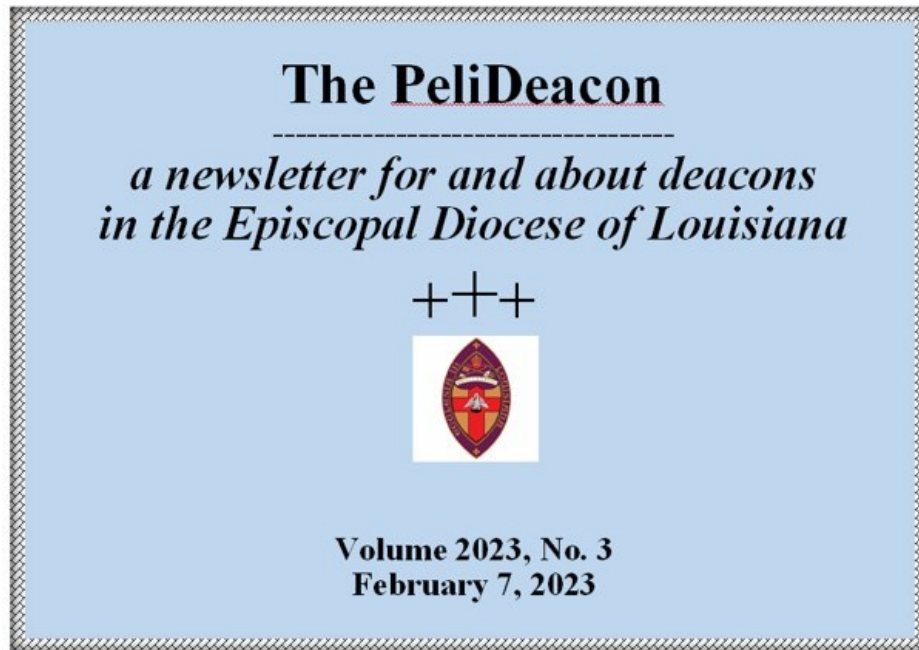 The PeliDeacon
------------------------------------
a newsletter for and about deacons
in the Episcopal Diocese of Louisiana
+++
Volume 2023, No. 3
February 7, 2023